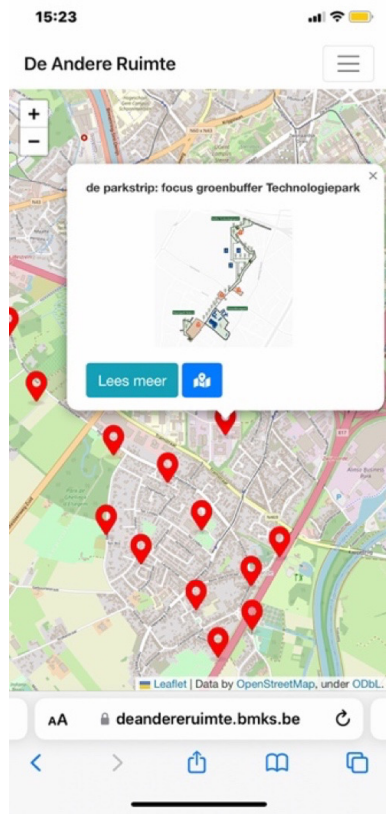 15:23
De Andere Ruimte
+
−
×
de parkstrip: focus groenbuffer Technologiepark
Lees meer
Leaflet | Data by OpenStreetMap, under ODbL.
AA
deandereruimte.bmks.be